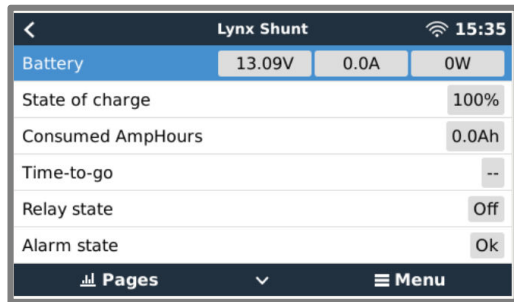 Lynx Shunt 15:35
Battery 13.09V 0.0A 0W
State of charge 100%
Consumed AmpHours 0.0Ah
Time-to-go --
Relay state Off
Alarm state Ok
Pages Menu